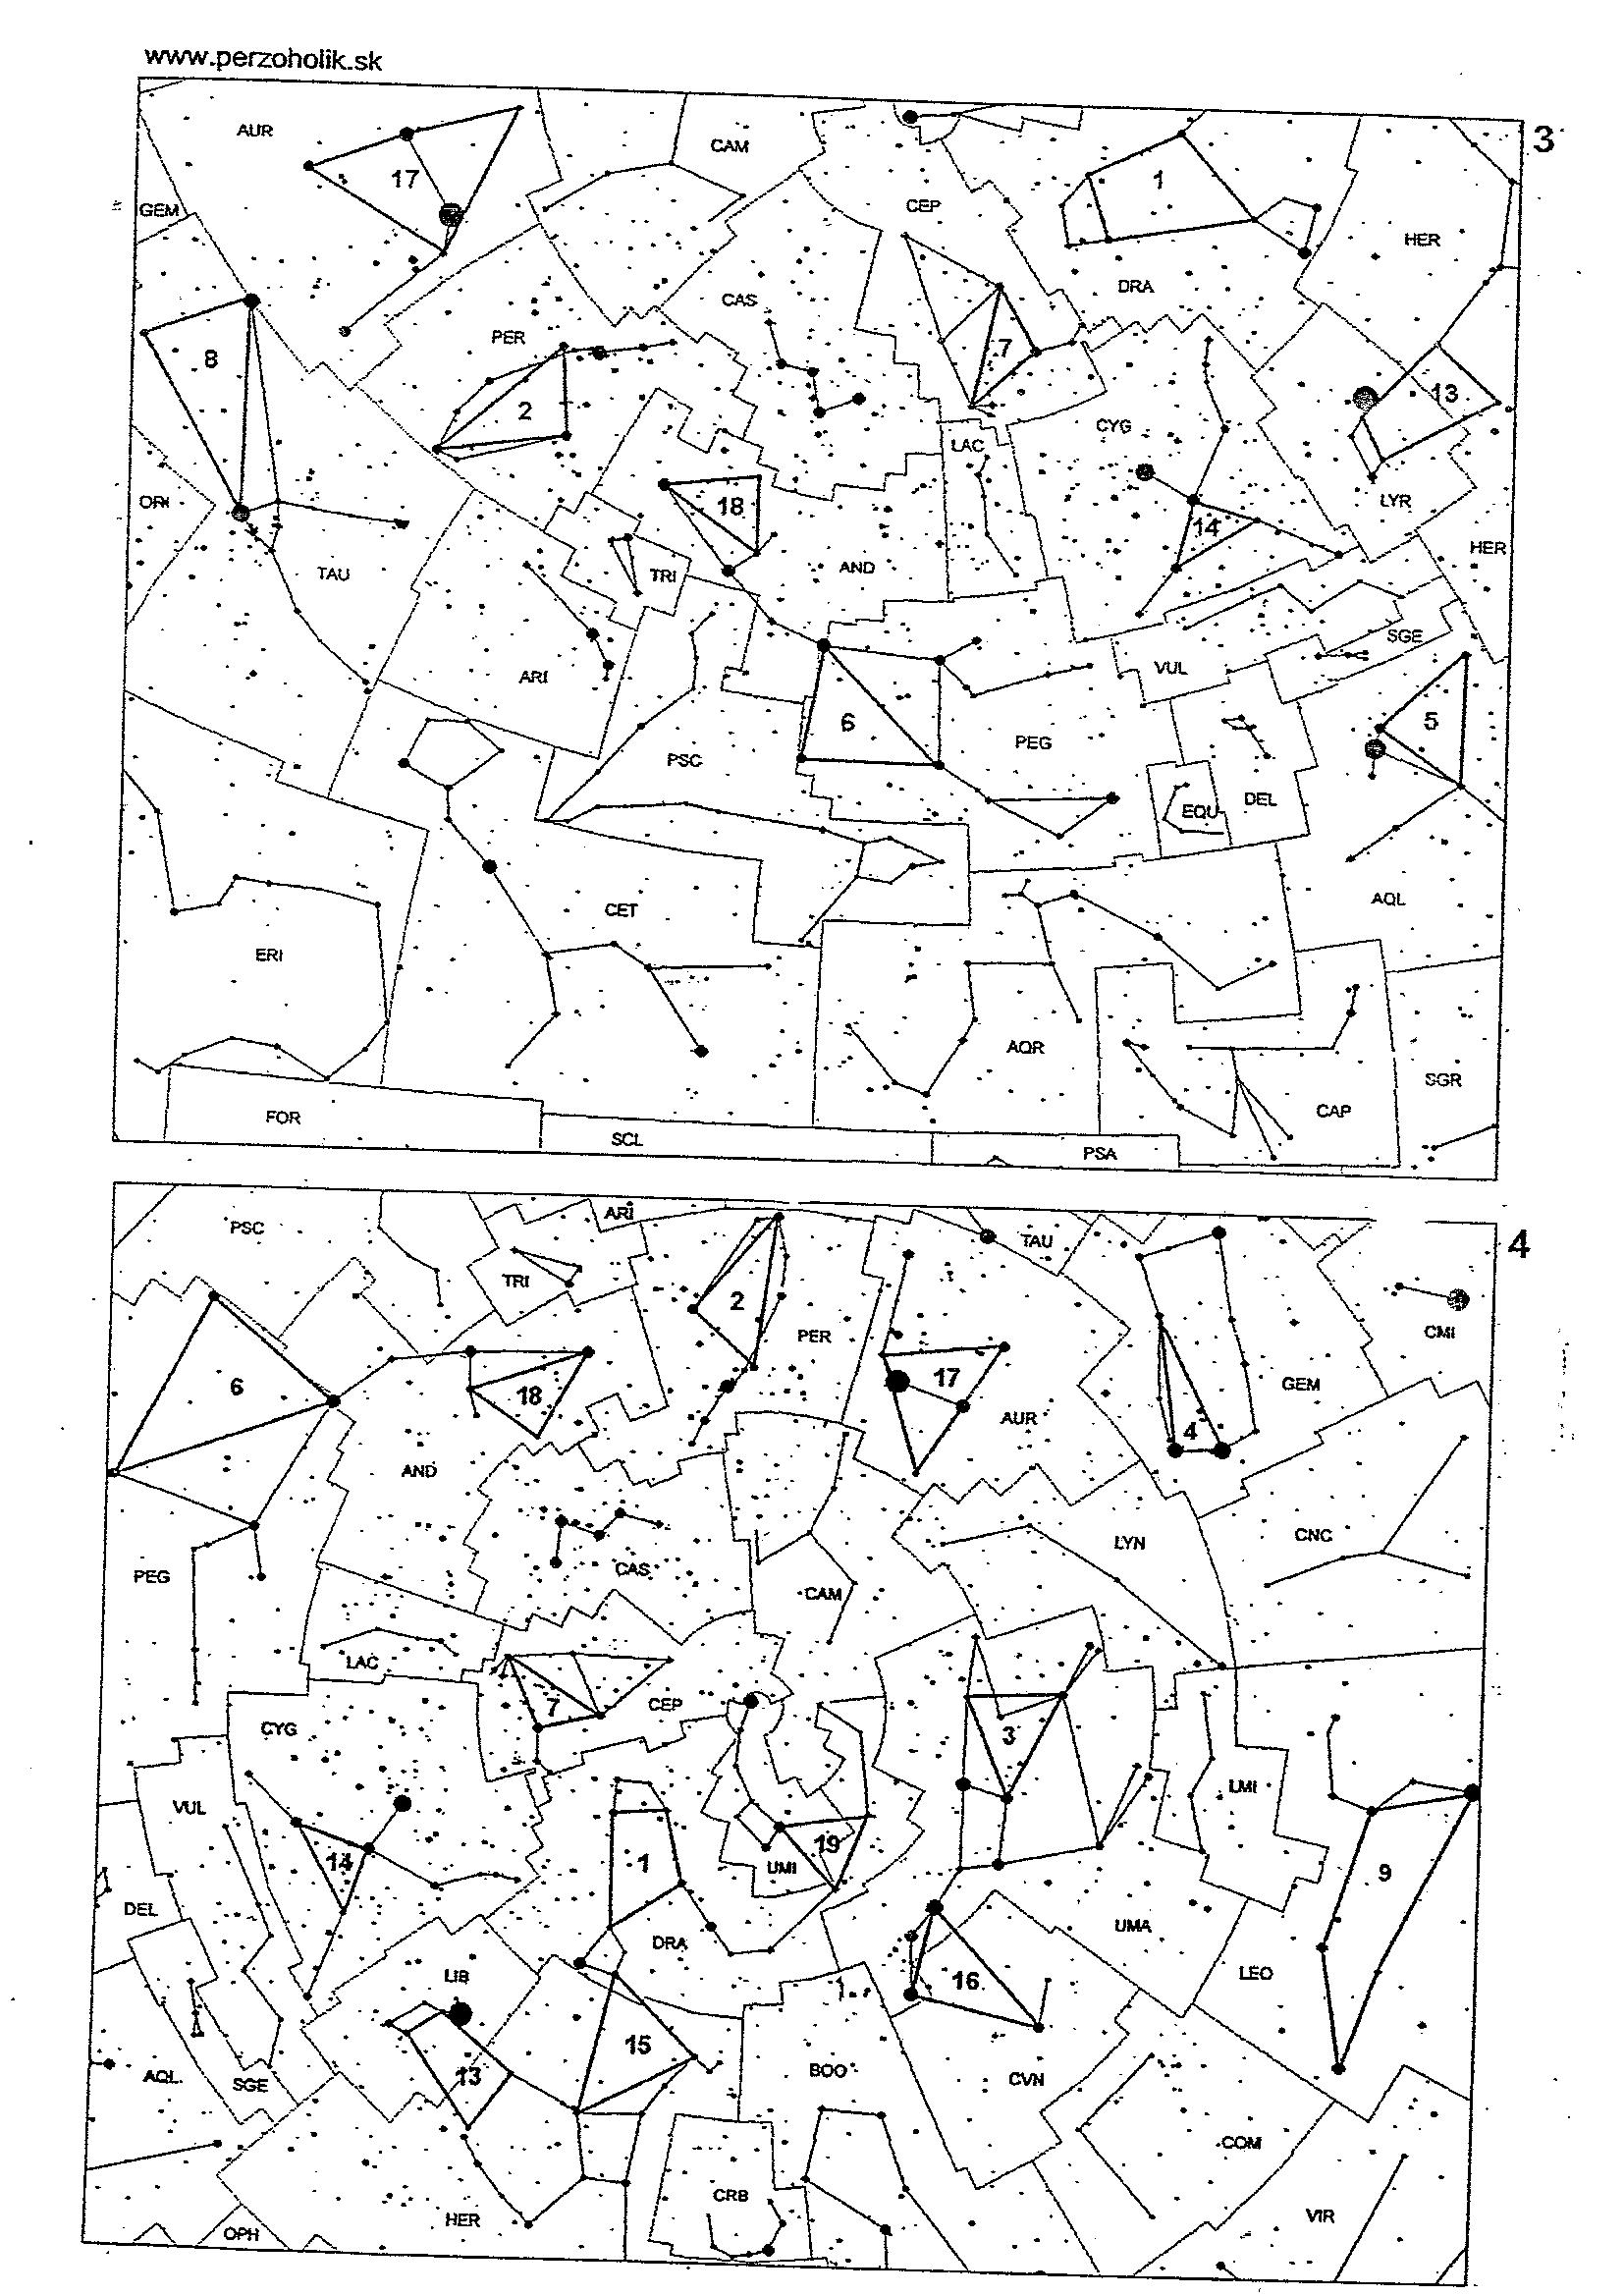 www.perzoholik.sk
3
AUR
17
CAM
CEP
1
GEM
HER
CAS
DRA
PER
7
8
2
13
CYG
LAC
ORI
18
LYR
14
HER
TAU
TRI
AND
SGE
ARI
VUL
6
5
PSC
PEG
EQU
DEL
CET
AQL
ERI
AQR
SGR
FOR
CAP
SCL
PSA
4
PSC
ARI
TRI
TAU
2
PER
CMI
6
18
17
GEM
AUR
4
AND
LYN
CNC
PEG
CAS
CAM
LAC
7
CEP
CYG
3
VUL
LMI
14
1
UMI
19
9
DEL
DRA
UMA
LIB
16
LEO
15
AQL
SGE
13
BOO
CVN
COM
CRB
OPH
HER
VIR